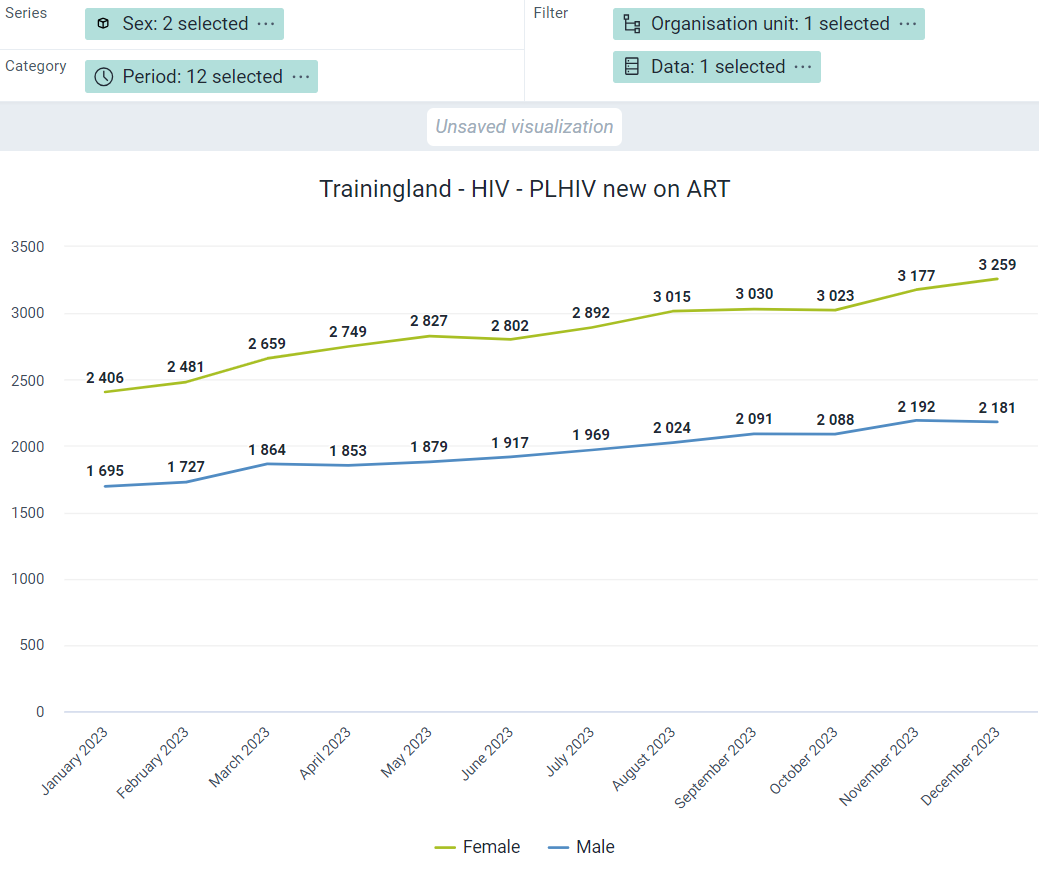 Series
Sex: 2 selected ...
Category
Period: 12 selected ...
Filter
Organisation unit: 1 selected ...
Data: 1 selected ...
Unsaved visualization
Trainingland - HIV - PLHIV new on ART
3500
3000
2500
2000
1500
1000
500
0
2 406
2 481
2 659
2 749
2 827
2 802
2 892
3 015
3 030
3 023
3 177
3 259
1 695
1 727
1 864
1 853
1 879
1 917
1 969
2 024
2 091
2 088
2 192
2 181
January 2023
February 2023
March 2023
April 2023
May 2023
June 2023
July 2023
August 2023
September 2023
October 2023
November 2023
December 2023
Female
Male